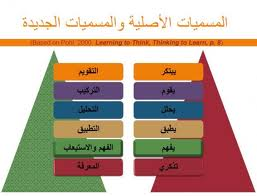 المسميات الأصلية والمسميات الجديدة
(Based on Pohl, 2000, Learning to Think, Thinking to Learn, p. 8)
يبتكر
التقويم
يقوم
التركيب
يحلل
التحليل
يطبق
التطبيق
يفهم
الفهم والاستيعاب
تذكري
المعرفة